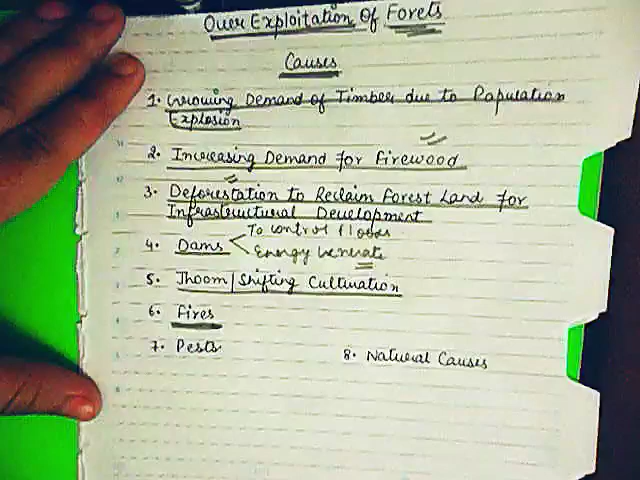 Over Exploitation Of Forets
Causes
1. Growing Demand of Timber due to Population
Explosion
2. Increasing Demand for Firewood
3. Deforestation to Reclaim Forest Land for
Infrastructural Development
4. Dams To control floods
Energy Generate
5. Jhoom/Shifting Cultivation
6. Fires
7. Pests
8. Natural Causes